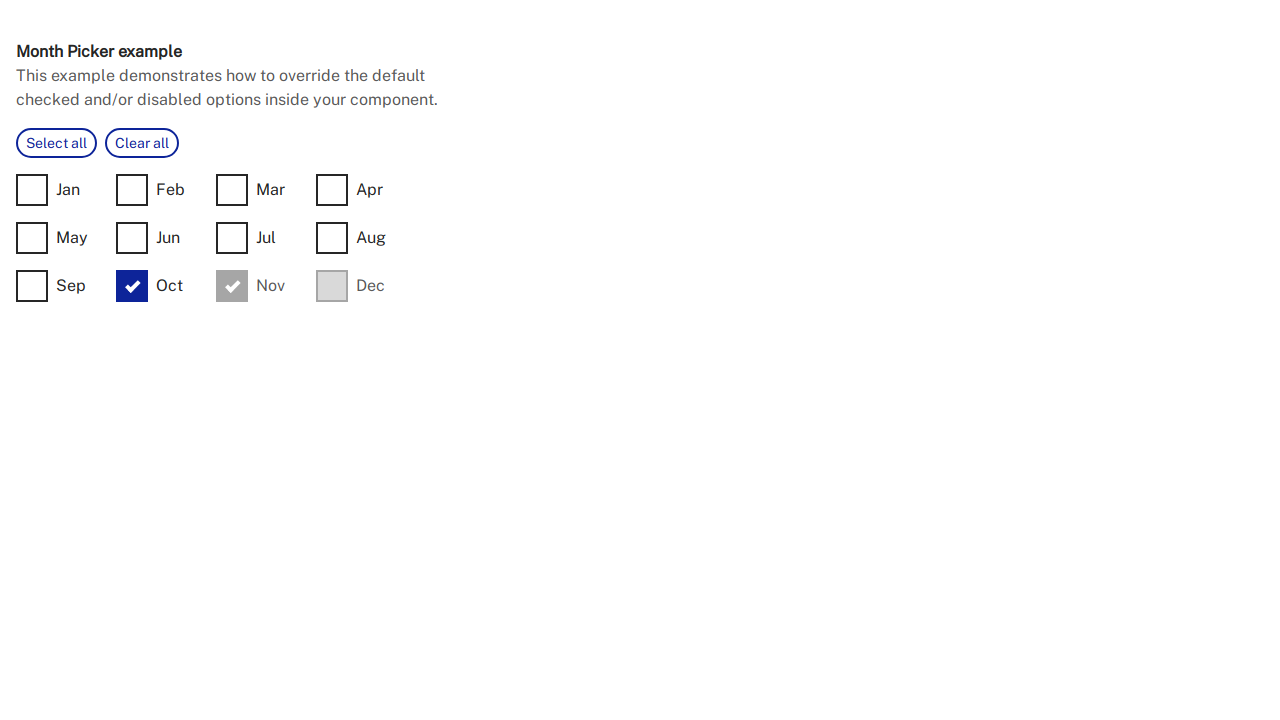 Month Picker example
This example demonstrates how to override the default
checked and/or disabled options inside your component.
Select all Clear all
Jan Feb Mar Apr
May Jun Jul Aug
Sep Oct Nov Dec